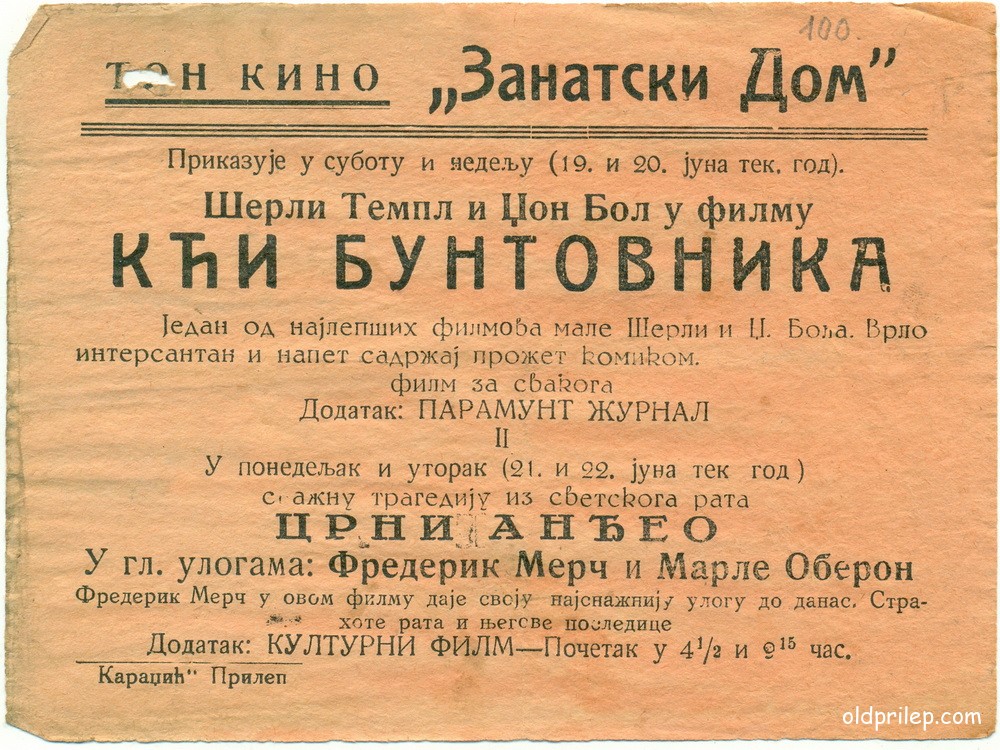 100.
ТОН КИНО „Занатски Дом”
Приказује у суботу и недељу (19. и 20. јуна тек. год).
Шерли Темпл и Џон Бол у филму
КЋИ БУНТОВНИКА
Један од најлепших филмова мале Шерли и Џ. Бола. Врло
интерсантан и напет садржај прожет комиком.
филм за свакога
Додатак: ПАРАМУНТ ЖУРНАЛ
II
У понедељак и уторак (21. и 22. јуна тек год)
снажну трагедију из светскога рата
ЦРНИ АНЂЕО
У гл. улогама: Фредерик Мерч и Марле Оберон
Фредерик Мерч у овом филму даје своју најснажнију улогу до данас. Стра-
хоте рата и његове последице
Додатак: КУЛТУРНИ ФИЛМ—Почетак у 4½ и 9¹⁵ час.
Караџић” Прилеп
oldprilep.com